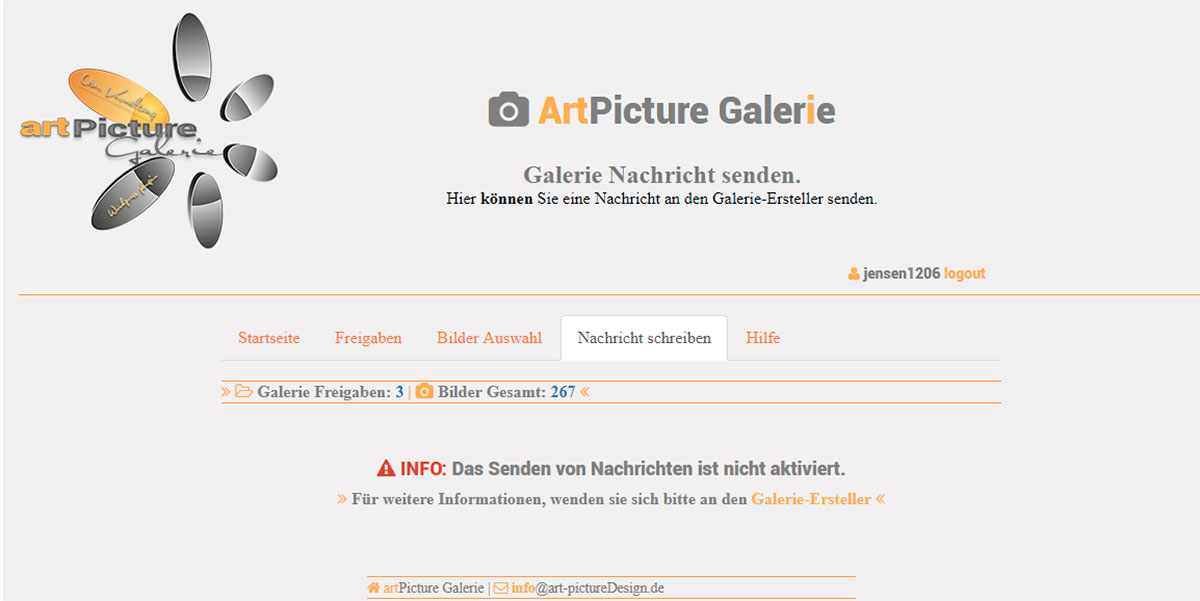 artPicture
Galerie
Wordpress plugin
ArtPicture Galerie
Galerie Nachricht senden.
Hier können Sie eine Nachricht an den Galerie-Ersteller senden.
jensen1206 logout
Startseite Freigaben Bilder Auswahl Nachricht schreiben Hilfe
» Galerie Freigaben: 3 | Bilder Gesamt: 267 «
INFO: Das Senden von Nachrichten ist nicht aktiviert.
» Für weitere Informationen, wenden sie sich bitte an den Galerie-Ersteller «
artPicture Galerie | info@art-pictureDesign.de